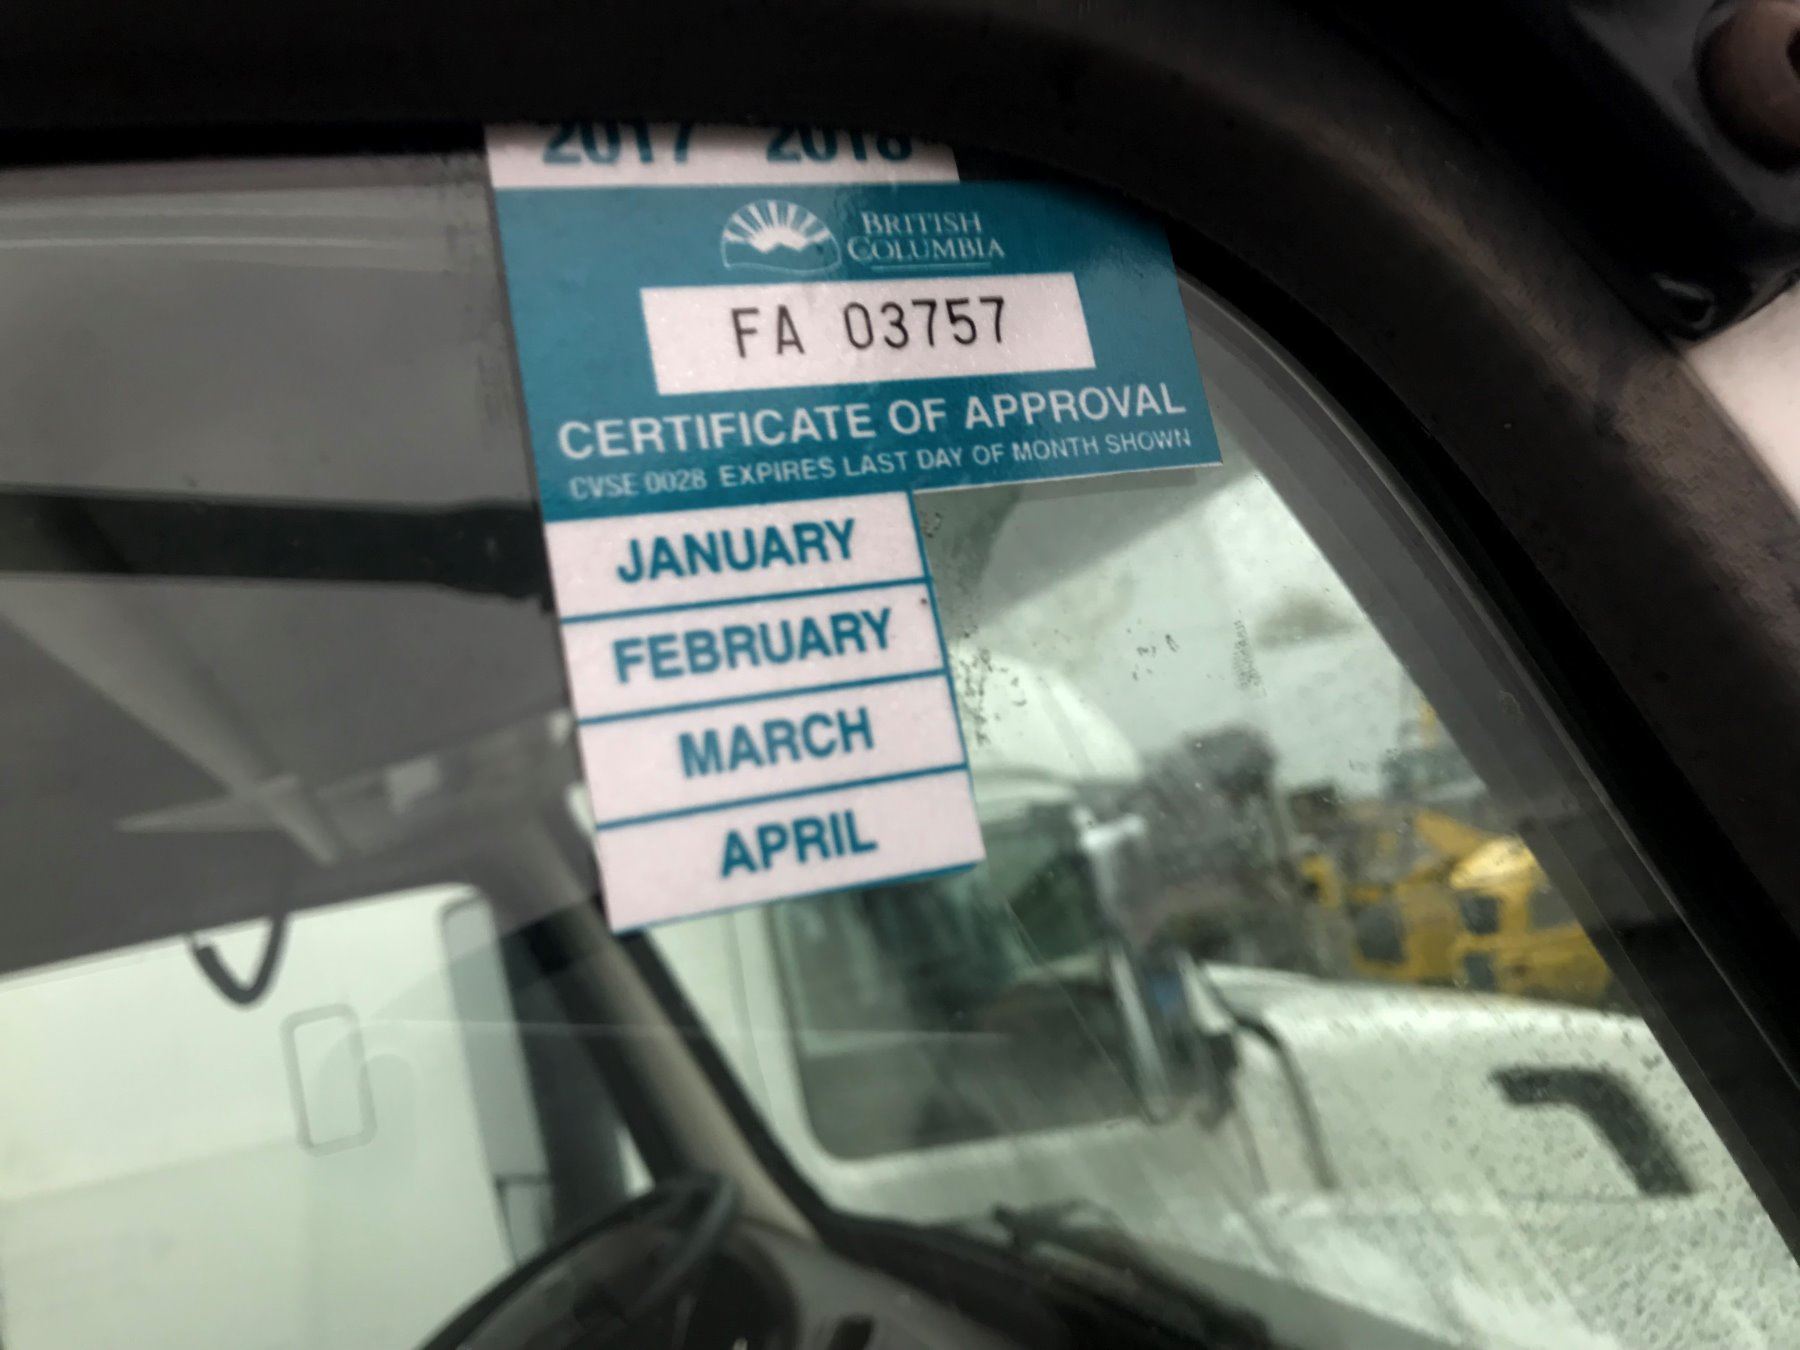 2017 2018
BRITISH
COLUMBIA
FA 03757
CERTIFICATE OF APPROVAL
CVSE 0028 EXPIRES LAST DAY OF MONTH SHOWN
JANUARY
FEBRUARY
MARCH
APRIL